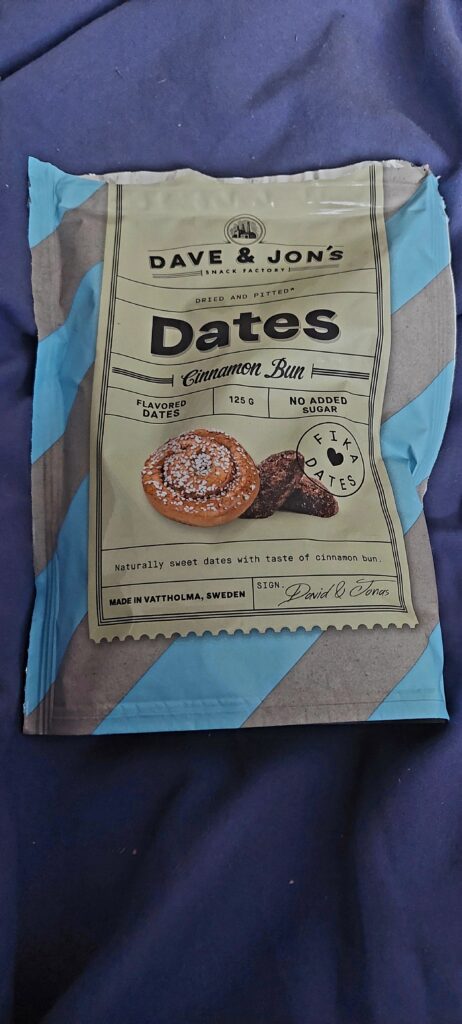 DAVE & JON'S
SNACK FACTORY
DRIED AND PITTED*
Dates
Cinnamon Bun
FLAVORED
DATES
125 G
NO ADDED
SUGAR
FIKA
DATES
Naturally sweet dates with taste of cinnamon bun.
MADE IN VATTHOLMA, SWEDEN
SIGN.
David & Jonas